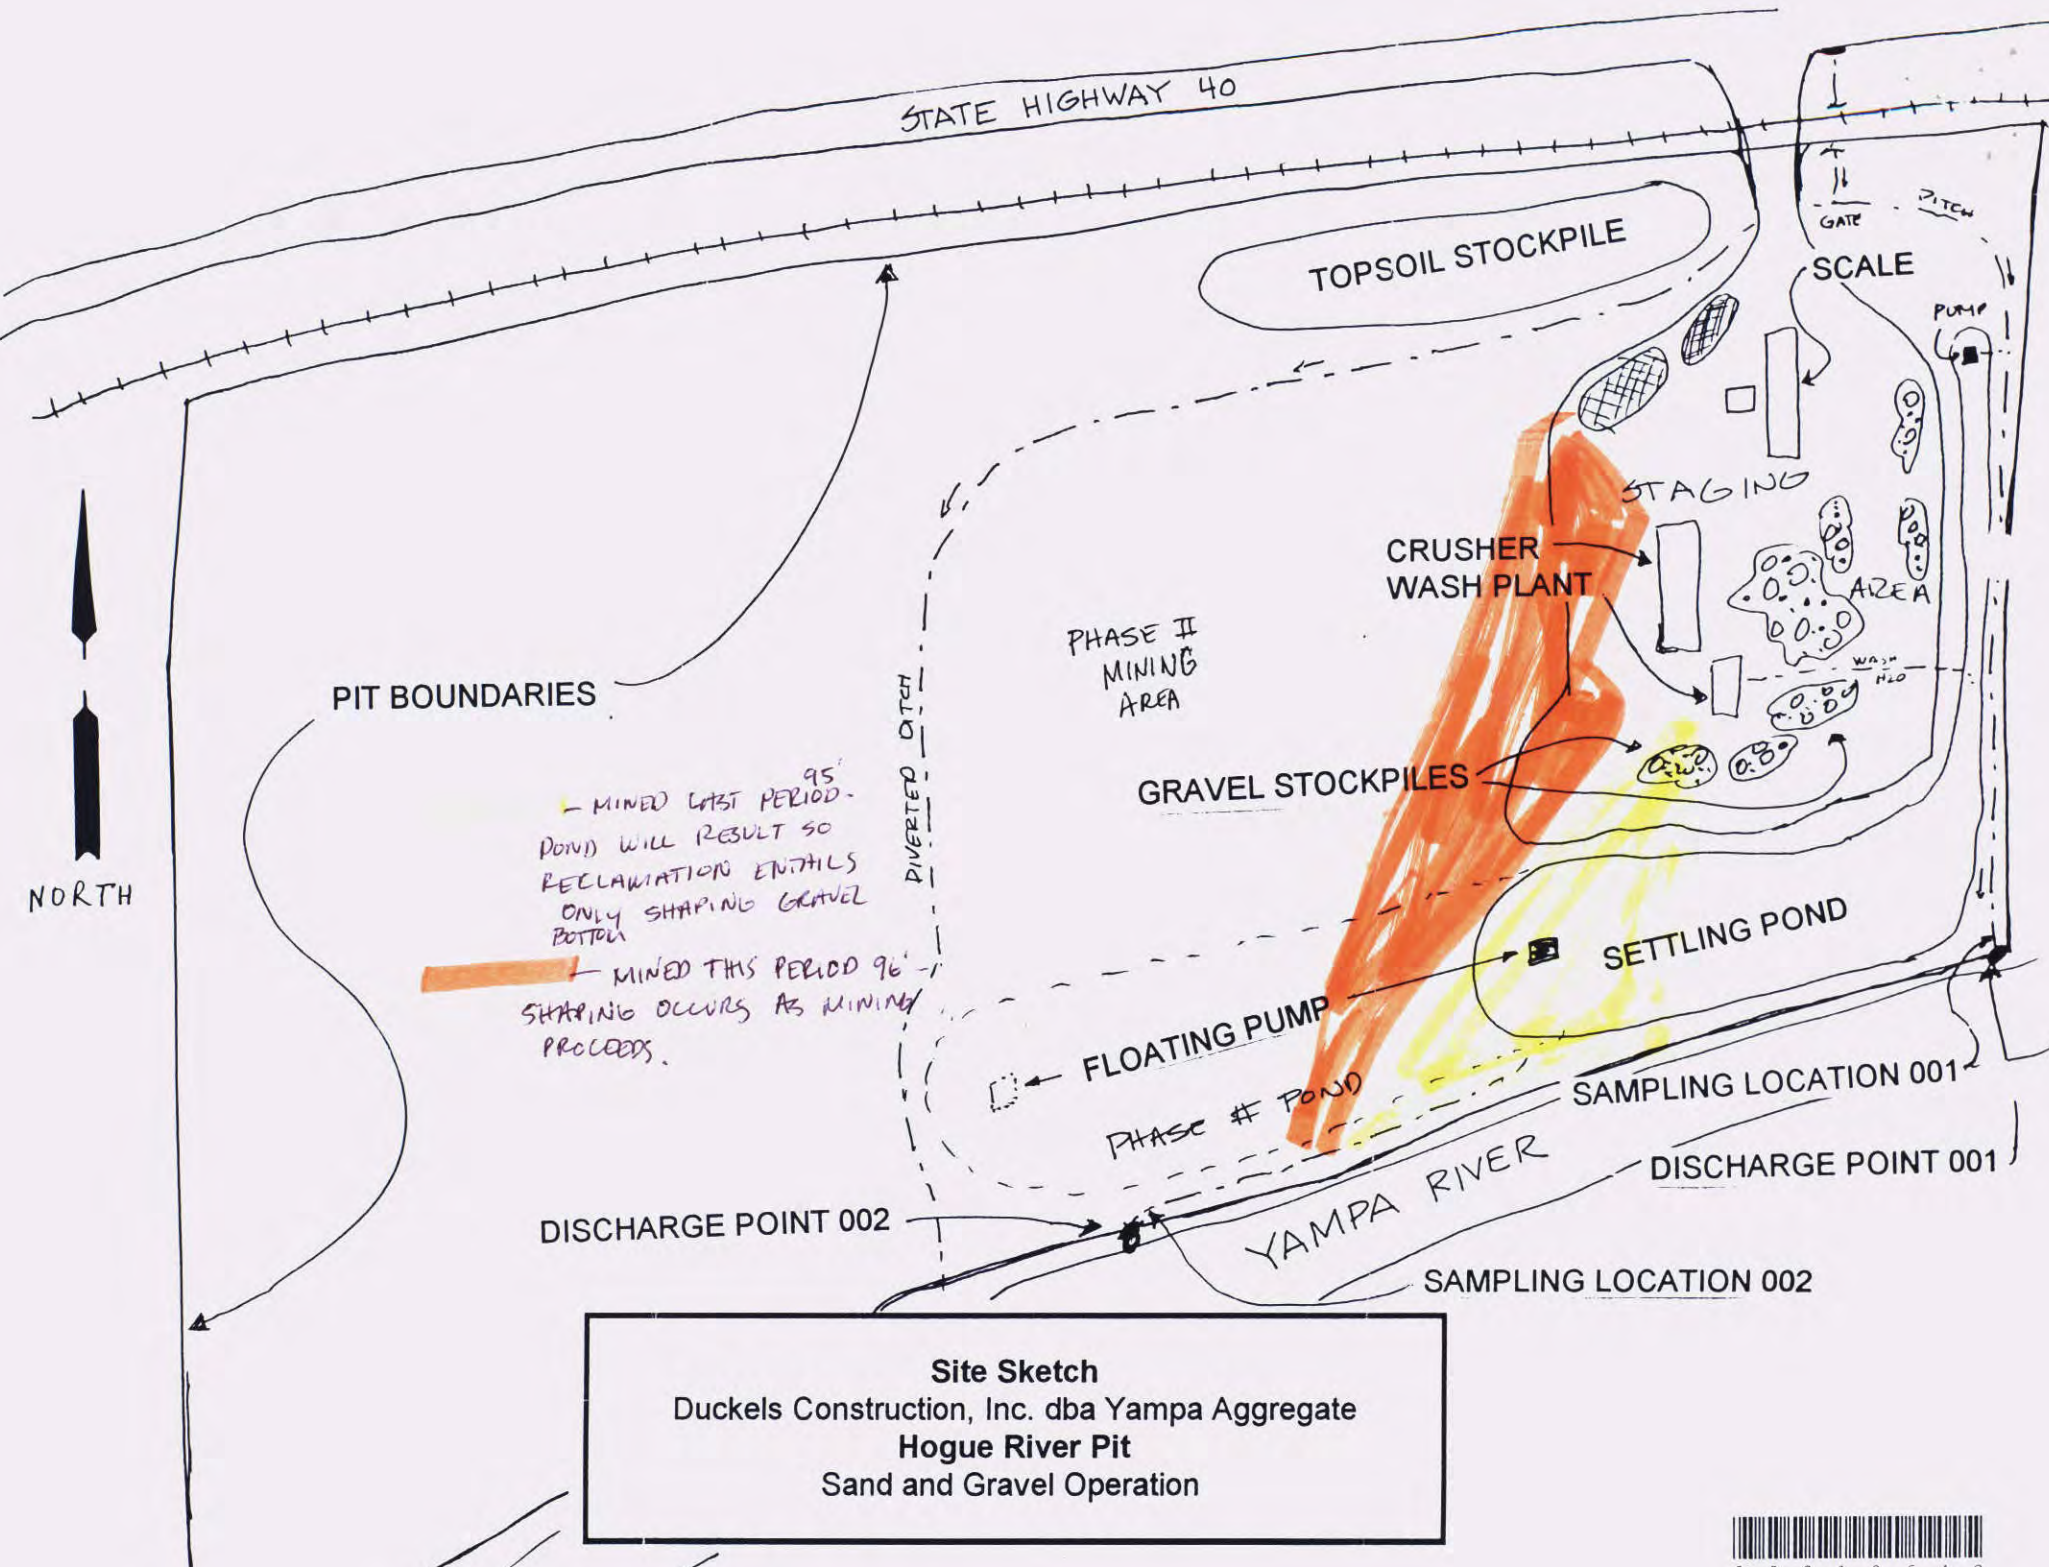 STATE HIGHWAY 40
TOPSOIL STOCKPILE
GATE
DITCH
SCALE
PUMP
STAGING
AREA
CRUSHER
WASH PLANT
WASH
H2O
PHASE II
MINING
AREA
PIT BOUNDARIES
DIVERTED DITCH
GRAVEL STOCKPILES
NORTH
95'
- MINED LAST PERIOD.
POND WILL RESULT SO
RECLAMATION ENTAILS
ONLY SHAPING GRAVEL
BOTTOM
- MINED THIS PERIOD 96'
SHAPING OCCURS AS MINING
PROCEEDS.
SETTLING POND
FLOATING PUMP
PHASE II POND
SAMPLING LOCATION 001
DISCHARGE POINT 001
YAMPA RIVER
DISCHARGE POINT 002
SAMPLING LOCATION 002
Site Sketch
Duckels Construction, Inc. dba Yampa Aggregate
Hogue River Pit
Sand and Gravel Operation